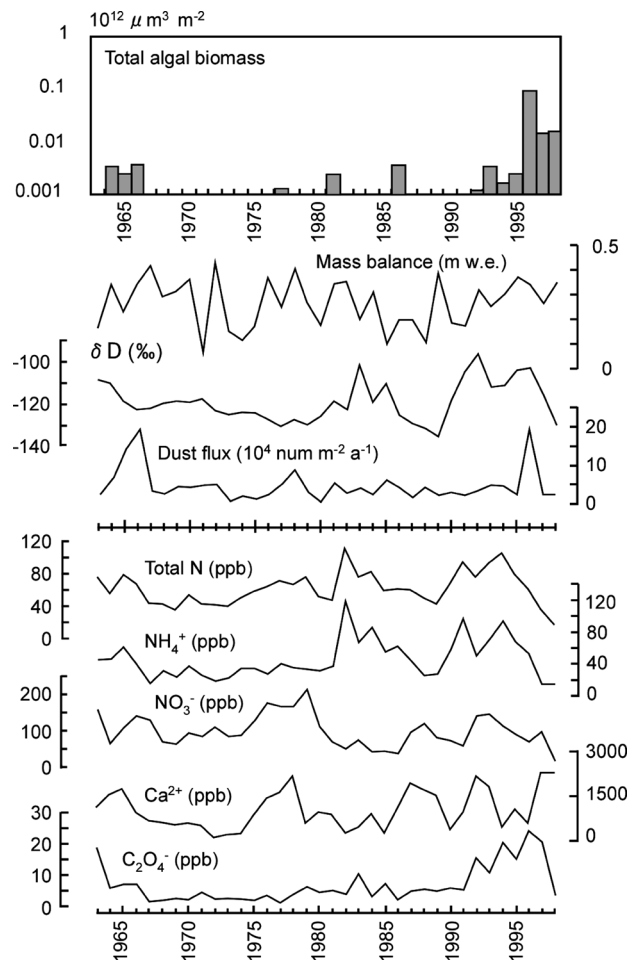 10¹² μ m³ m⁻²
1
Total algal biomass
0.1
0.01
0.001
1965 1970 1975 1980 1985 1990 1995
Mass balance (m w.e.)
0.5
0
δ D (‰)
-100
-120
-140
Dust flux (10⁴ num m⁻² a⁻¹)
20
10
0
120
80
40
0
Total N (ppb)
NH₄⁺ (ppb)
120
80
40
0
NO₃⁻ (ppb)
200
100
0
Ca²⁺ (ppb)
3000
1500
0
30
20
10
0
C₂O₄⁻ (ppb)
1965 1970 1975 1980 1985 1990 1995